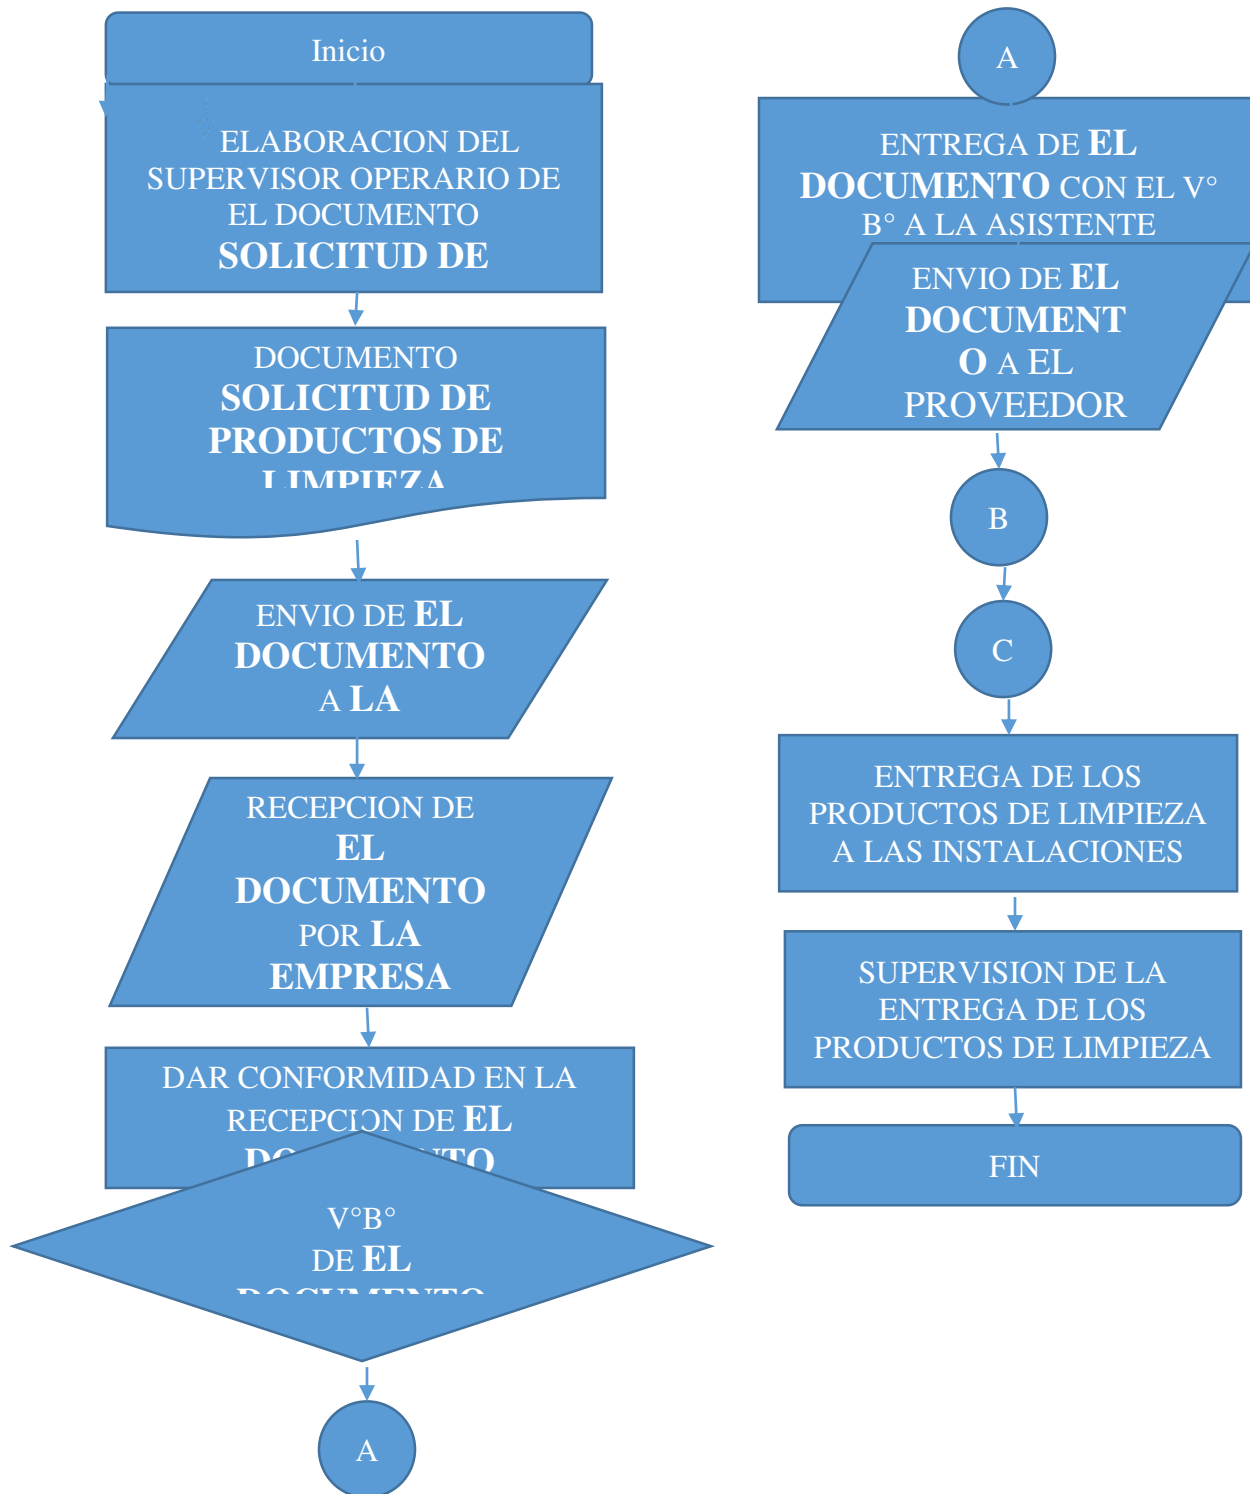 Inicio
ELABORACION DEL
SUPERVISOR OPERARIO DE
EL DOCUMENTO
SOLICITUD DE
DOCUMENTO
SOLICITUD DE
PRODUCTOS DE
LIMPIEZA
ENVIO DE EL
DOCUMENTO
A LA
RECEPCION DE
EL
DOCUMENTO
POR LA
EMPRESA
DAR CONFORMIDAD EN LA
RECEPCION DE EL
DOCUMENTO
V°B°
DE EL
DOCUMENTO
A
A
ENTREGA DE EL
DOCUMENTO CON EL V°
B° A LA ASISTENTE
ENVIO DE EL
DOCUMENT
O A EL
PROVEEDOR
B
C
ENTREGA DE LOS
PRODUCTOS DE LIMPIEZA
A LAS INSTALACIONES
SUPERVISION DE LA
ENTREGA DE LOS
PRODUCTOS DE LIMPIEZA
FIN